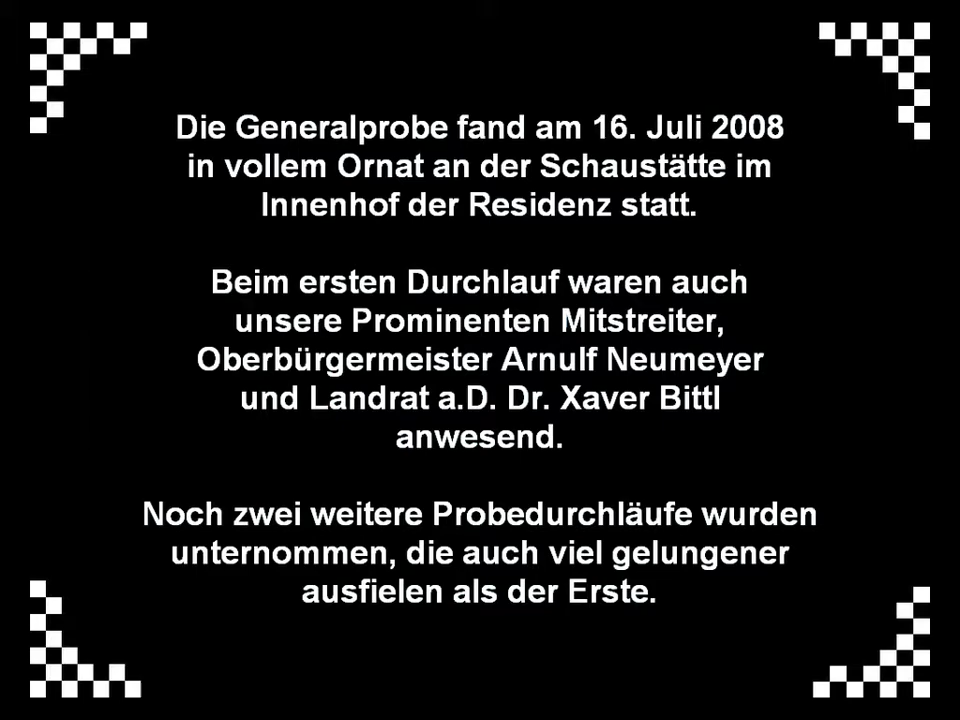 Die Generalprobe fand am 16. Juli 2008
in vollem Ornat an der Schaustätte im
Innenhof der Residenz statt.
Beim ersten Durchlauf waren auch
unsere Prominenten Mitstreiter,
Oberbürgermeister Arnulf Neumeyer
und Landrat a.D. Dr. Xaver Bittl
anwesend.
Noch zwei weitere Probedurchläufe wurden
unternommen, die auch viel gelungener
ausfielen als der Erste.